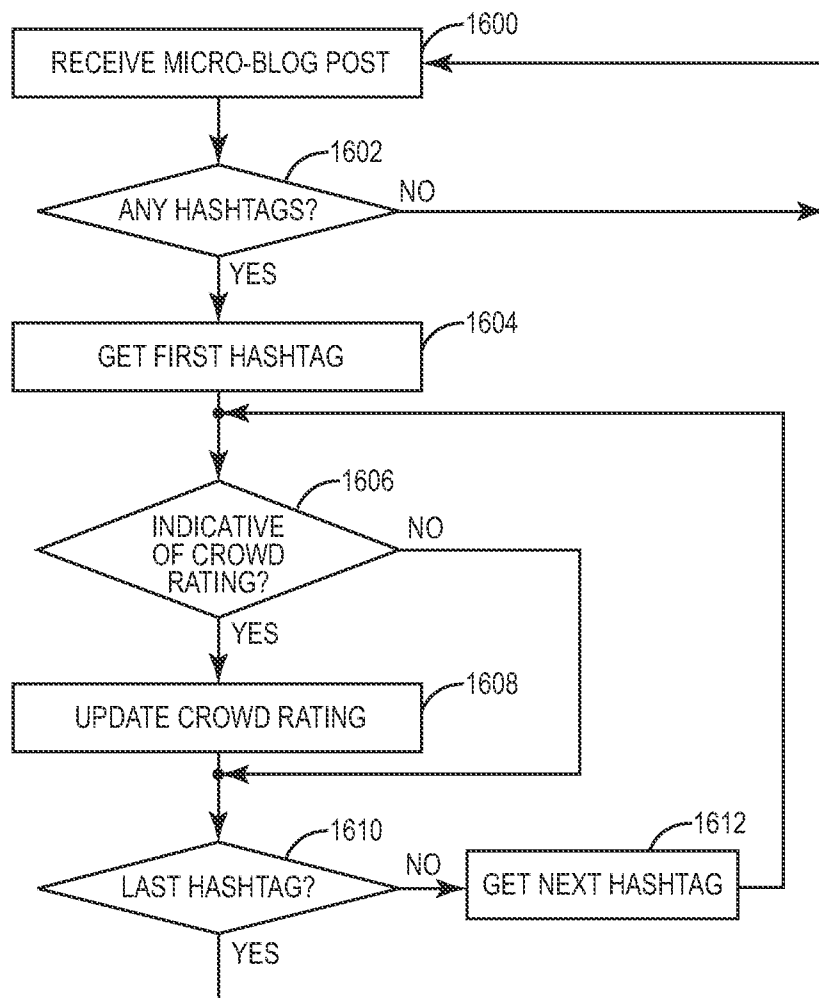 1600
RECEIVE MICRO-BLOG POST
1602
ANY HASHTAGS?
NO
YES
1604
GET FIRST HASHTAG
1606
INDICATIVE
OF CROWD
RATING?
NO
YES
1608
UPDATE CROWD RATING
1610
LAST HASHTAG?
NO
1612
GET NEXT HASHTAG
YES